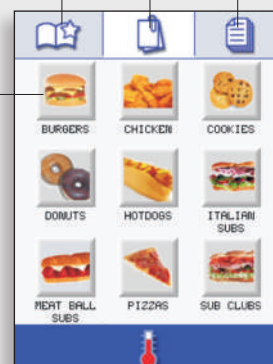 BURGERS CHICKEN COOKIES
DONUTS HOTDOGS ITALIAN
SUBS
MEAT BALL PIZZAS SUB CLUBS
SUBS